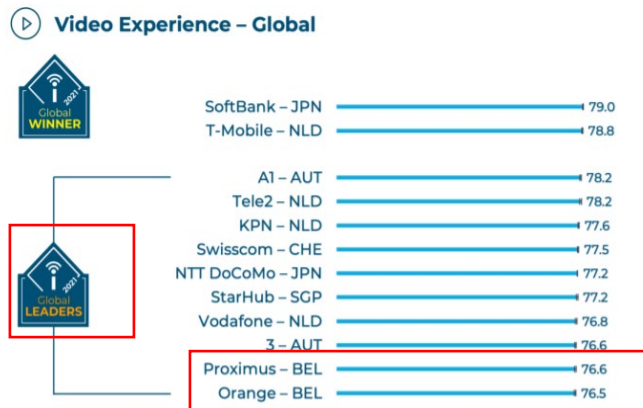 Video Experience – Global
2021
Global
WINNER
SoftBank – JPN 79.0
T-Mobile – NLD 78.8
A1 – AUT 78.2
Tele2 – NLD 78.2
KPN – NLD 77.6
Swisscom – CHE 77.5
2021
Global
LEADERS
NTT DoCoMo – JPN 77.2
StarHub – SGP 77.2
Vodafone – NLD 76.8
3 – AUT 76.6
Proximus – BEL 76.6
Orange – BEL 76.5